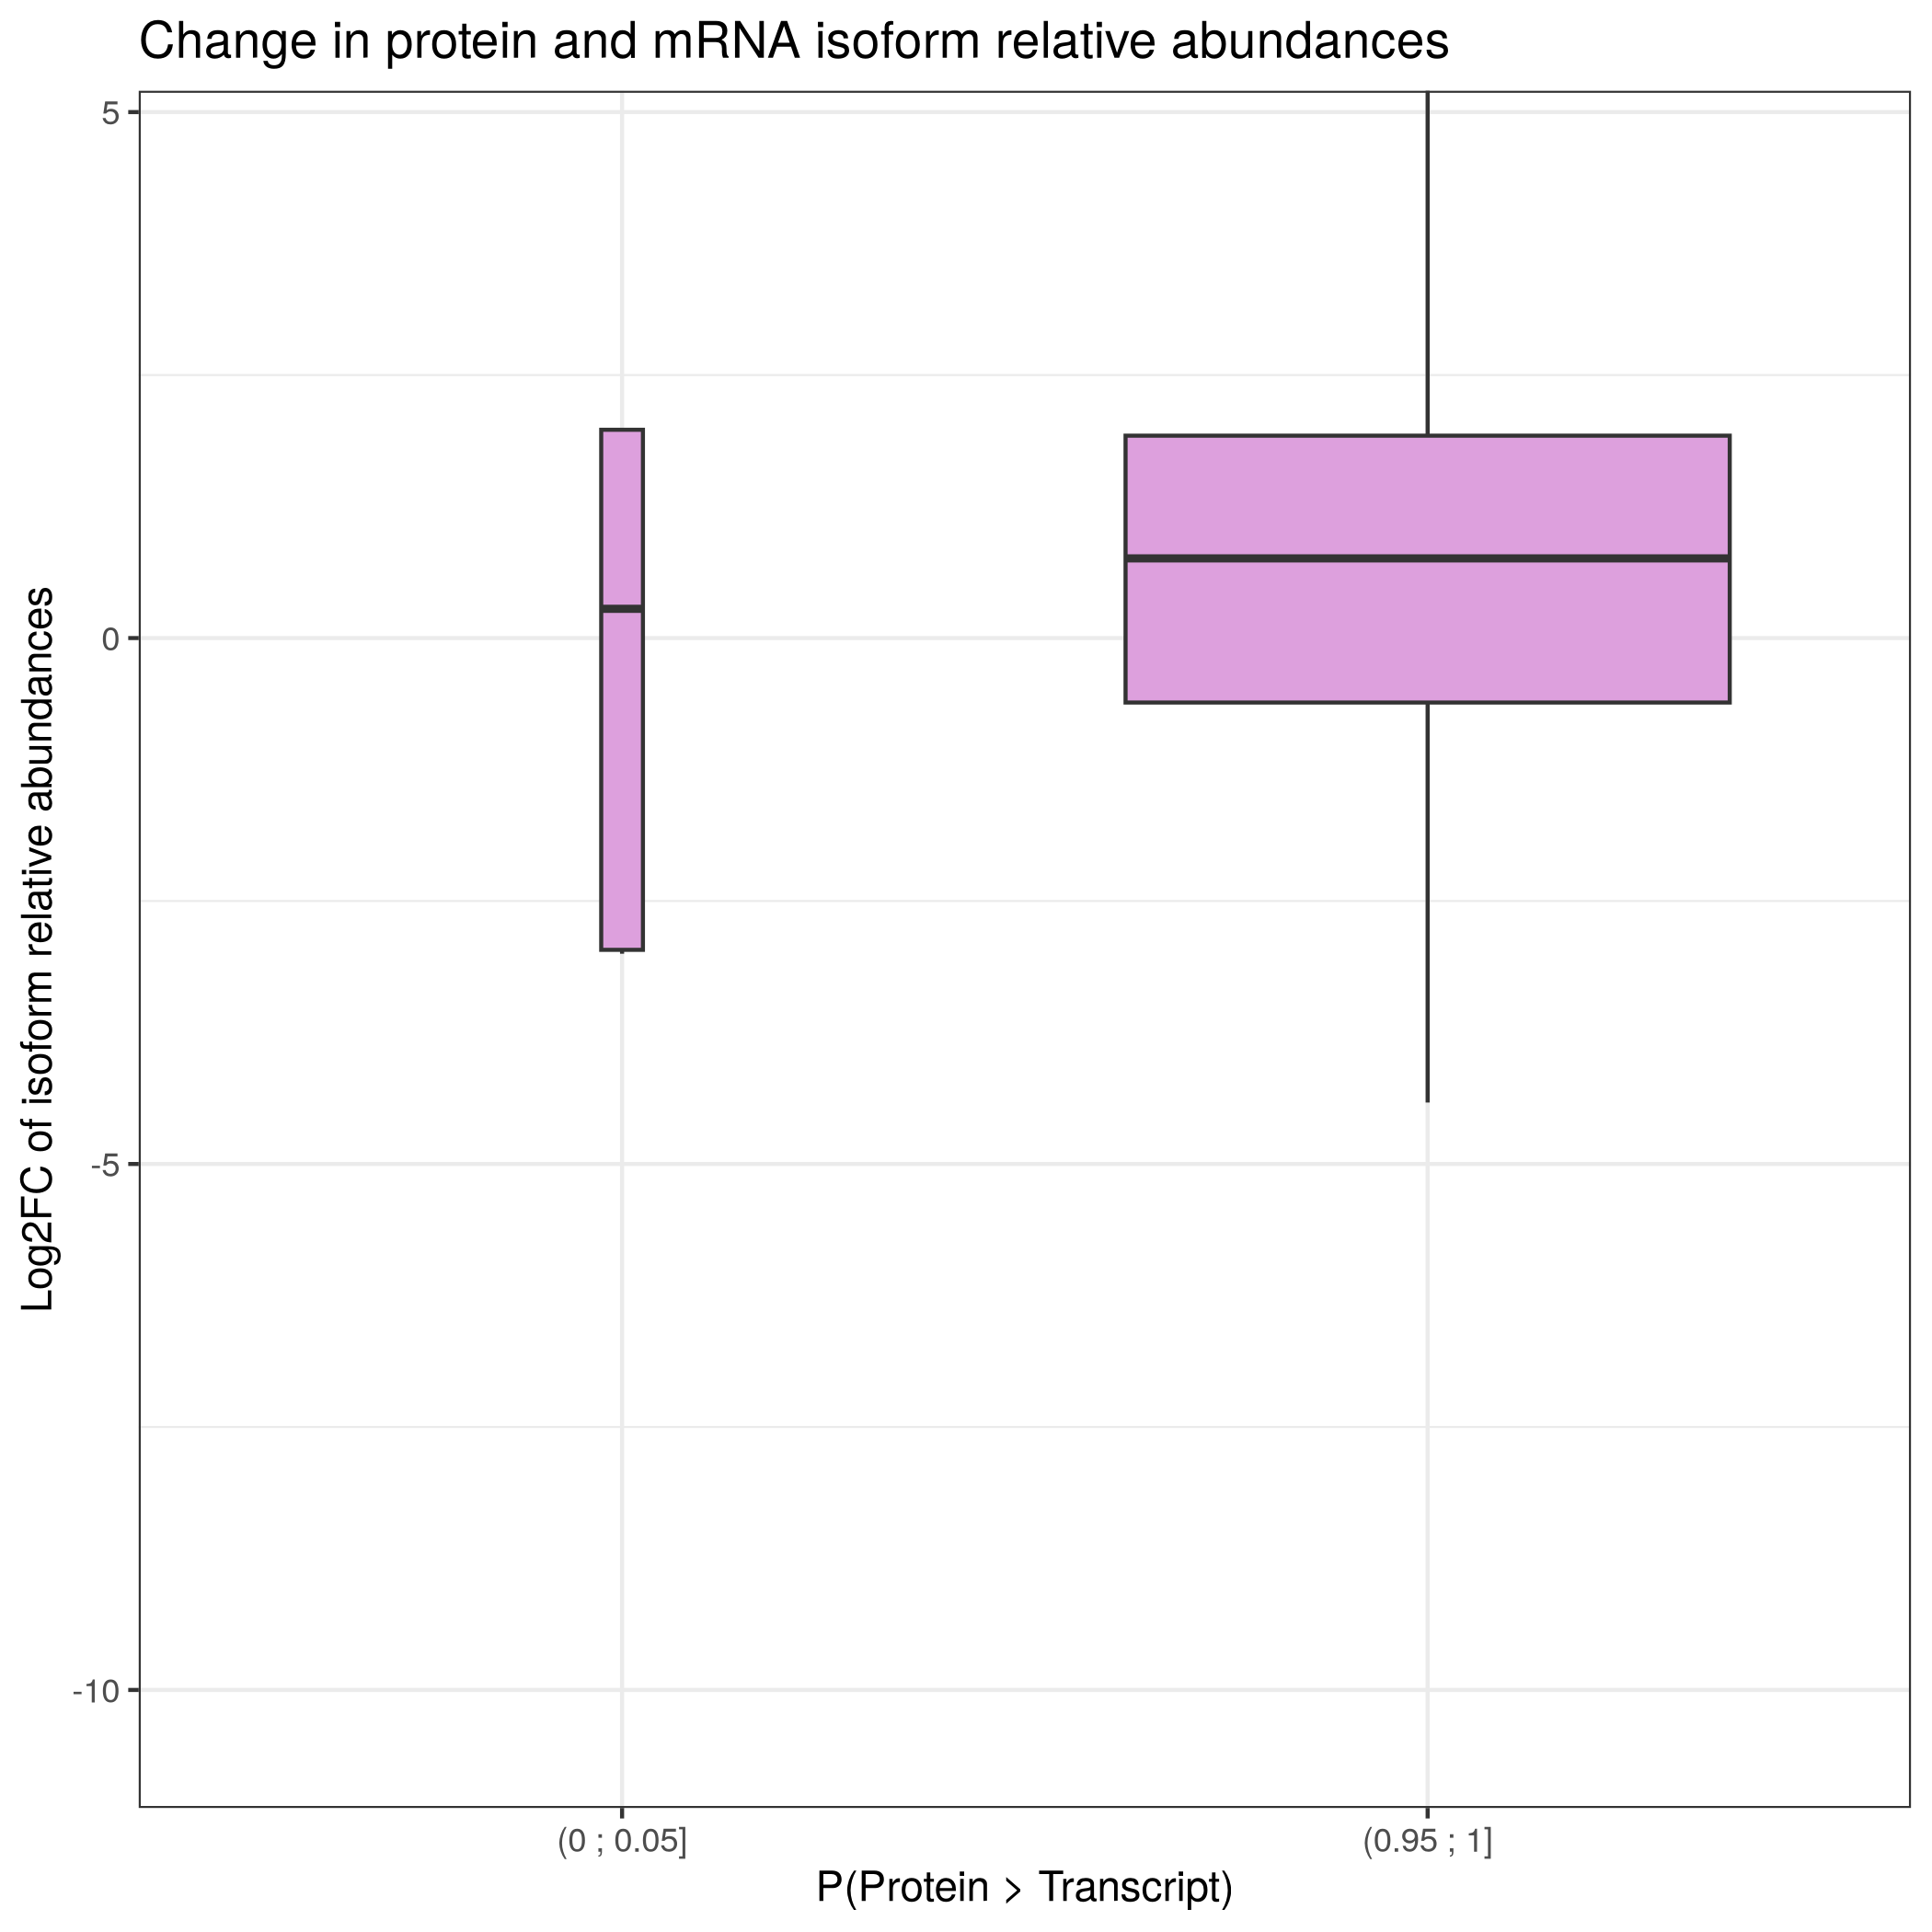 Change in protein and mRNA isoform relative abundances
Log2FC of isoform relative abundances
5
0
-5
-10
(0 ; 0.05]
(0.95 ; 1]
P(Protein > Transcript)